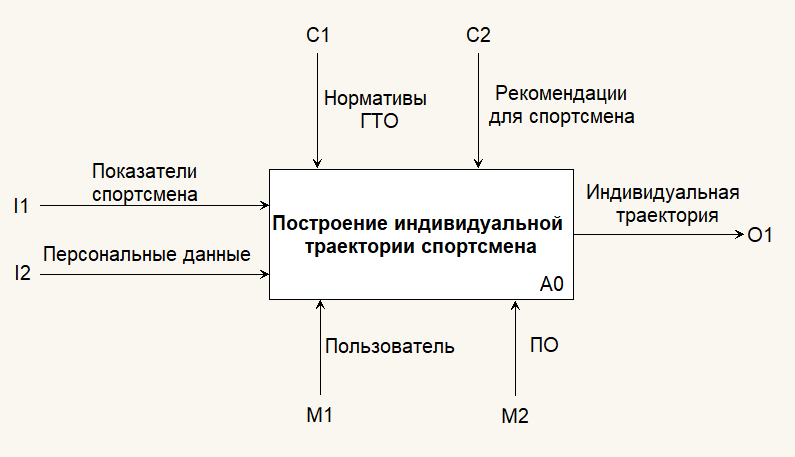 C1
C2
Нормативы
ГТО
Рекомендации
для спортсмена
Показатели
спортсмена
I1
Персональные данные
I2
Построение индивидуальной
траектории спортсмена
A0
Индивидуальная
траектория
O1
Пользователь
ПО
M1
M2